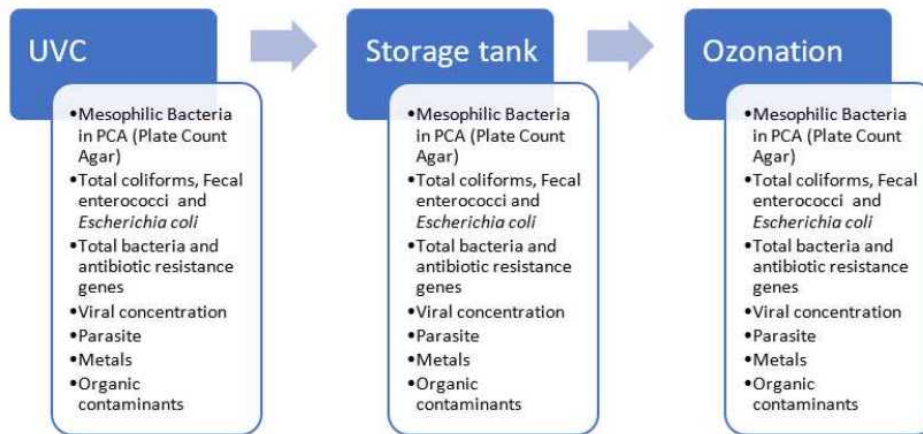 UVC
•Mesophilic Bacteria
in PCA (Plate Count
Agar)
•Total coliforms, Fecal
enterococi and
Escherichia coli
•Total bacteria and
antibiotic resistance
genes
•Viral concentration
•Parasite
•Metals
•Organic
contaminants
Storage tank
•Mesophilic Bacteria
in PCA (Plate Count
Agar)
•Total coliforms, Fecal
enterococi and
Escherichia coli
•Total bacteria and
antibiotic resistance
genes
•Viral concentration
•Parasite
•Metals
•Organic
contaminants
Ozonation
•Mesophilic Bacteria
in PCA (Plate Count
Agar)
•Total coliforms, Fecal
enterococi and
Escherichia coli
•Total bacteria and
antibiotic resistance
genes
•Viral concentration
•Parasite
•Metals
•Organic
contaminants